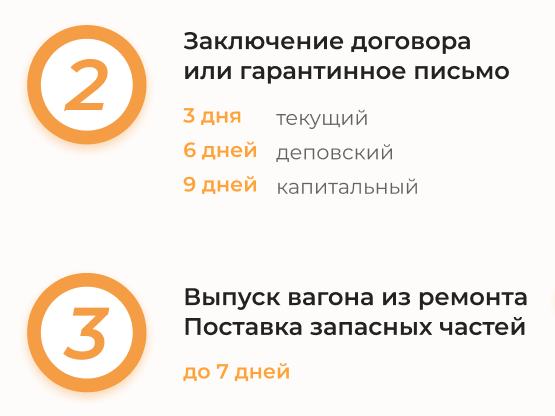 2
Заключение договора
или гарантинное письмо
3 дня текущий
6 дней деповский
9 дней капитальный
3
Выпуск вагона из ремонта
Поставка запасных частей
до 7 дней